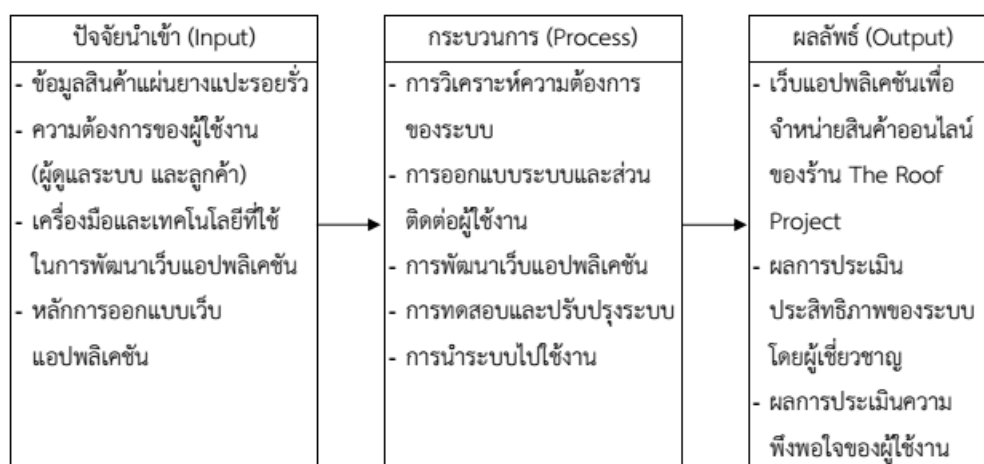 ปัจจัยนำเข้า (Input)
- ข้อมูลสินค้าแผ่นยางแปะรอยรั่ว
- ความต้องการของผู้ใช้งาน
(ผู้ดูแลระบบ และลูกค้า)
- เครื่องมือและเทคโนโลยีที่ใช้
ในการพัฒนาเว็บแอปพลิเคชัน
- หลักการออกแบบเว็บ
แอปพลิเคชัน
กระบวนการ (Process)
- การวิเคราะห์ความต้องการ
ของระบบ
- การออกแบบระบบและส่วน
ติดต่อผู้ใช้งาน
- การพัฒนาเว็บแอปพลิเคชัน
- การทดสอบและปรับปรุงระบบ
- การนำระบบไปใช้งาน
ผลลัพธ์ (Output)
- เว็บแอปพลิเคชันเพื่อ
จำหน่ายสินค้าออนไลน์
ของร้าน The Roof
Project
- ผลการประเมิน
ประสิทธิภาพของระบบ
โดยผู้เชี่ยวชาญ
- ผลการประเมินความ
พึงพอใจของผู้ใช้งาน